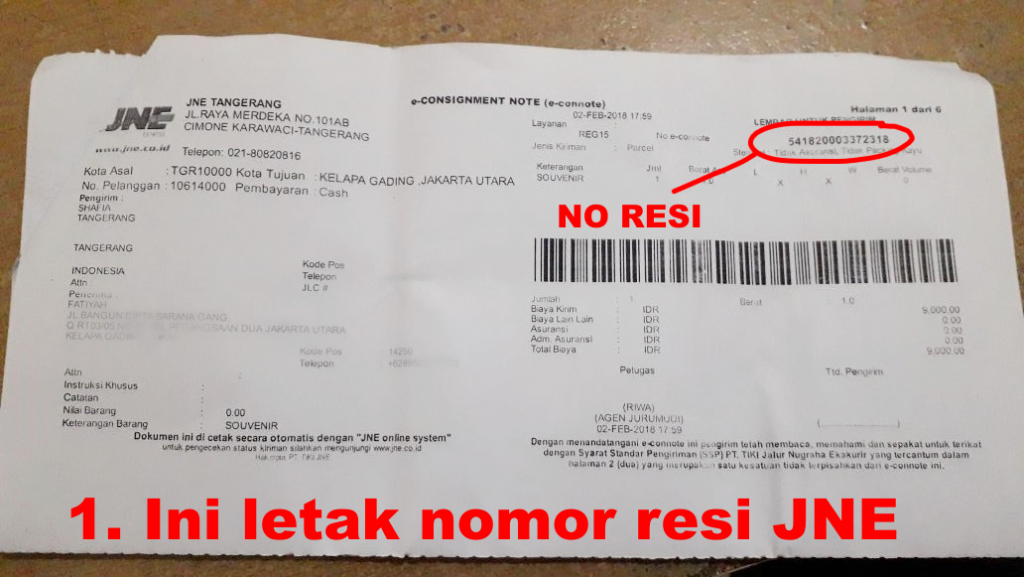 JNE
EXPRESS
www.jne.co.id
JNE TANGERANG
JL.RAYA MERDEKA NO.101AB
CIMONE KARAWACI-TANGERANG
Telepon: 021-80820816
Kota Asal : TGR10000 Kota Tujuan : KELAPA GADING ,JAKARTA UTARA
No. Pelanggan : 10614000 Pembayaran : Cash
Pengirim :
SHAFIA
TANGERANG
TANGERANG
INDONESIA
Kode Pos
Telepon
JLC #
Attn :
Penerima :
FATIYAH
JL.BANGUN CIPTA SARANA GANG
Q RT03/05 DUA JAKARTA UTARA
KELAPA GADING
Kode Pos : 14250
Telepon
Attn :
Instruksi Khusus :
Catatan :
Nilai Barang : 0.00
Keterangan Barang : SOUVENIR
Dokumen ini di cetak secara otomatis dengan "JNE online system"
untuk pengecekan status kiriman silahkan mengunjungi www.jne.co.id
Hak cipta PT. TIKI JNE
e-CONSIGNMENT NOTE (e-connote)
02-FEB-2018 17:59
Halaman 1 dari 6
LEMBAR UNTUK PENGIRIM
Layanan : REG15 No e-connote 541820003372318
Jenis Kiriman : Parcel : Tidak Asuransi, Tidak Packing Kayu
Keterangan Jml Berat L H W Berat Volume
SOUVENIR 1 X X 0
NO RESI
Jumlah : 1 Berat : 1.0
Biaya Kirim : IDR 9,000.00
Biaya Lain Lain : IDR 0.00
Asuransi : IDR 0.00
Adm. Asuransi : IDR 0.00
Total Biaya : IDR 9,000.00
Petugas Ttd. Pengirim
(RIWA)
(AGEN JURUMUDI)
02-FEB-2018 17:59
Dengan menandatangani e-connote ini pengirim telah membaca, memahami dan sepakat untuk terikat
dengan Syarat Standar Pengiriman (SSP) PT. TIKI Jalur Nugraha Ekakurir yang tercantum dalam
halaman 2 (dua) yang merupakan satu kesatuan tidak terpisahkan dari e-connote ini.
1. Ini letak nomor resi JNE